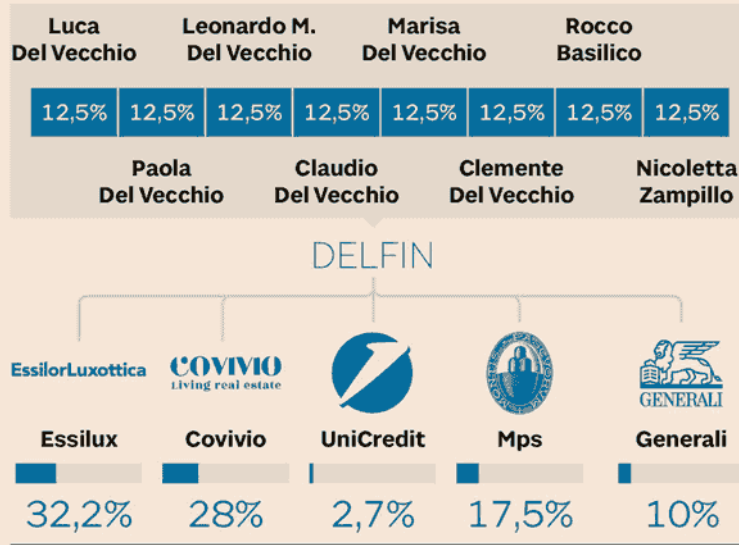 Luca
Del Vecchio
Leonardo M.
Del Vecchio
Marisa
Del Vecchio
Rocco
Basilico
12,5% 12,5% 12,5% 12,5% 12,5% 12,5% 12,5% 12,5%
Paola
Del Vecchio
Claudio
Del Vecchio
Clemente
Del Vecchio
Nicoletta
Zampillo
DELFIN
EssilorLuxottica
COVIVIO
Living real estate
MONTIS PASCUORUM
GENERALI
Essilux Covivio UniCredit Mps Generali
32,2% 28% 2,7% 17,5% 10%